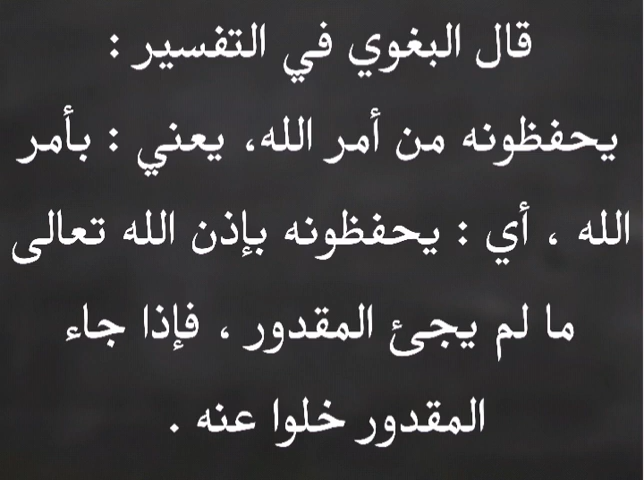 قال البغوي في التفسير :
يحفظونه من أمر الله، يعني : بأمر
الله ، أي : يحفظونه بإذن الله تعالى
ما لم يجئ المقدور ، فإذا جاء
المقدور خلوا عنه .